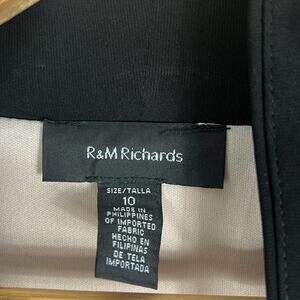 R&M Richards
SIZE/TALLA
10
MADE IN
PHILIPPINES
OF IMPORTED
FABRIC
HECHO EN
FILIPINAS
DE TELA
IMPORTADA